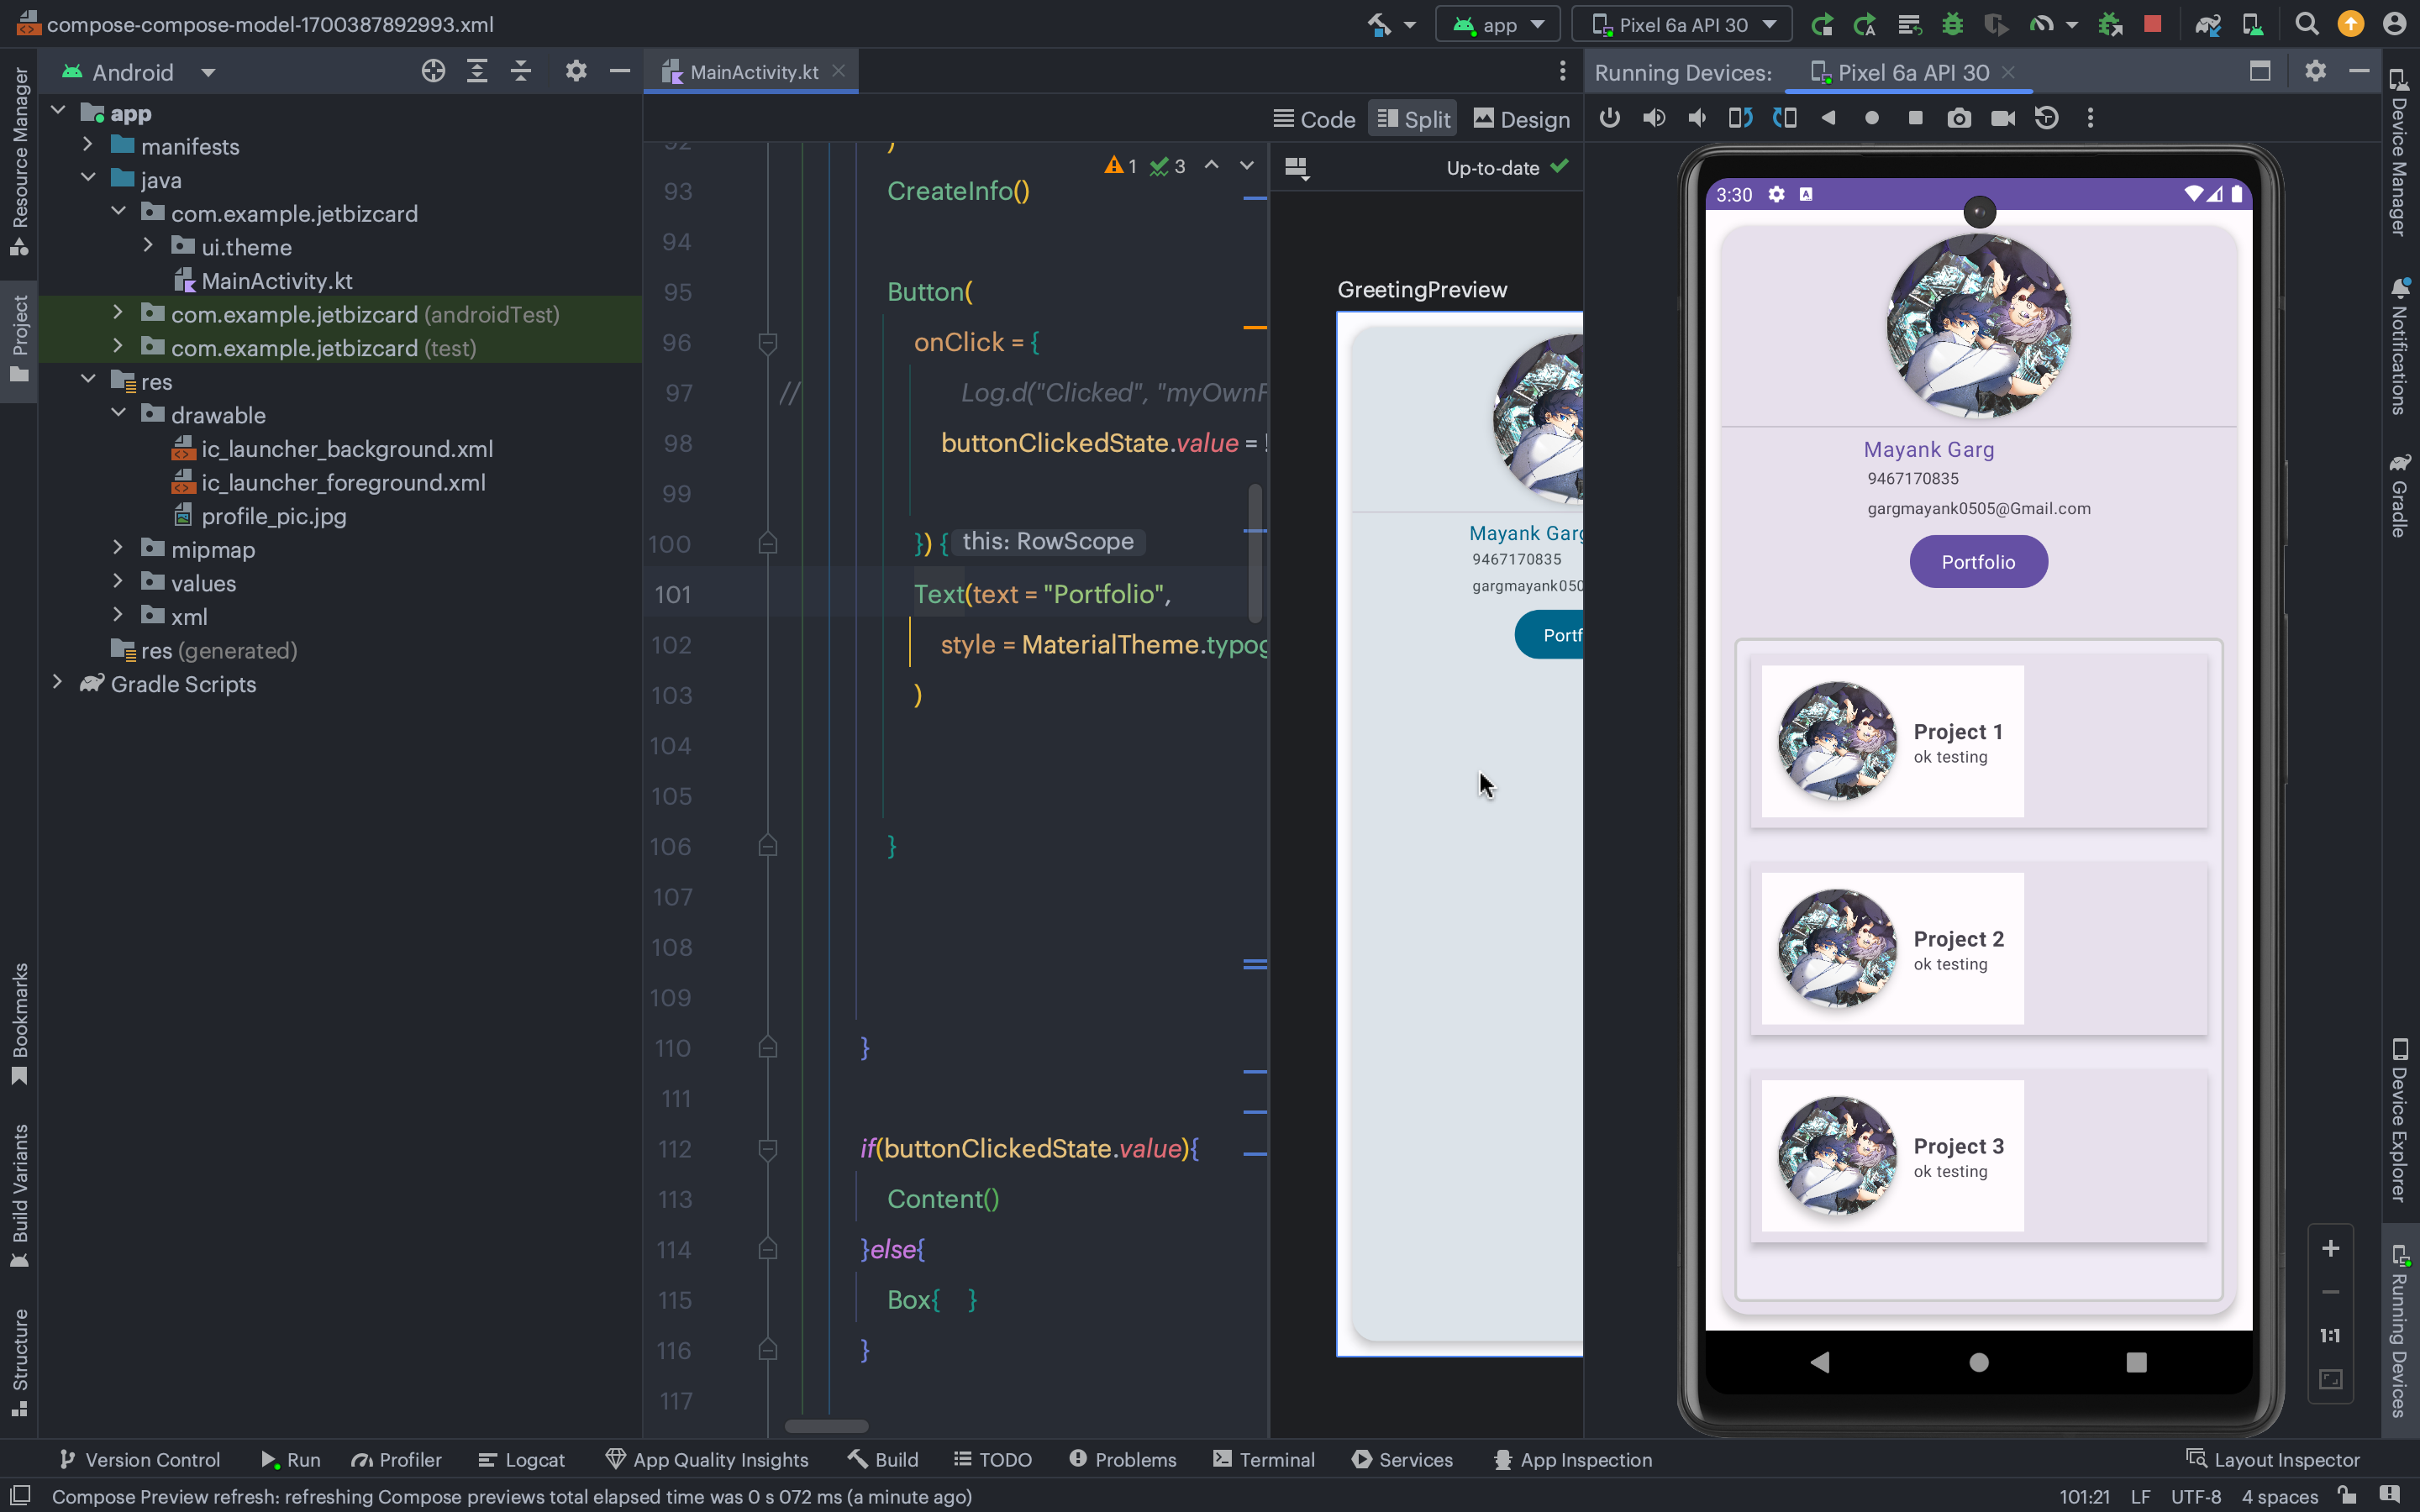 compose-compose-model-1700387892993.xml
app
Pixel 6a API 30
Android
MainActivity.kt
Running Devices:
Pixel 6a API 30
Code
Split
Design
Resource Manager
Project
Bookmarks
Build Variants
Structure
app
manifests
java
com.example.jetbizcard
ui.theme
MainActivity.kt
com.example.jetbizcard (androidTest)
com.example.jetbizcard (test)
res
drawable
ic_launcher_background.xml
ic_launcher_foreground.xml
profile_pic.jpg
mipmap
values
xml
res (generated)
Gradle Scripts
1
3
92 )
93 CreateInfo()
94
95 Button(
96 onClick = {
97 // Log.d("Clicked", "myOwnF
98 buttonClickedState.value = !
99
100 }) { this: RowScope
101 Text(text = "Portfolio",
102 style = MaterialTheme.typog
103 )
104
105
106 }
107
108
109
110 }
111
112 if(buttonClickedState.value){
113 Content()
114 }else{
115 Box{ }
116 }
117
Up-to-date
GreetingPreview
Mayank Garg
9467170835
gargmayank050
Portf
3:30
A
Mayank Garg
9467170835
gargmayank0505@Gmail.com
Portfolio
Project 1
ok testing
Project 2
ok testing
Project 3
ok testing
1:1
Device Manager
Notifications
Gradle
Device Explorer
Running Devices
Version Control
Run
Profiler
Logcat
App Quality Insights
Build
TODO
Problems
Terminal
Services
App Inspection
Layout Inspector
Compose Preview refresh: refreshing Compose previews total elapsed time was 0 s 072 ms (a minute ago)
101:21
LF
UTF-8
4 spaces